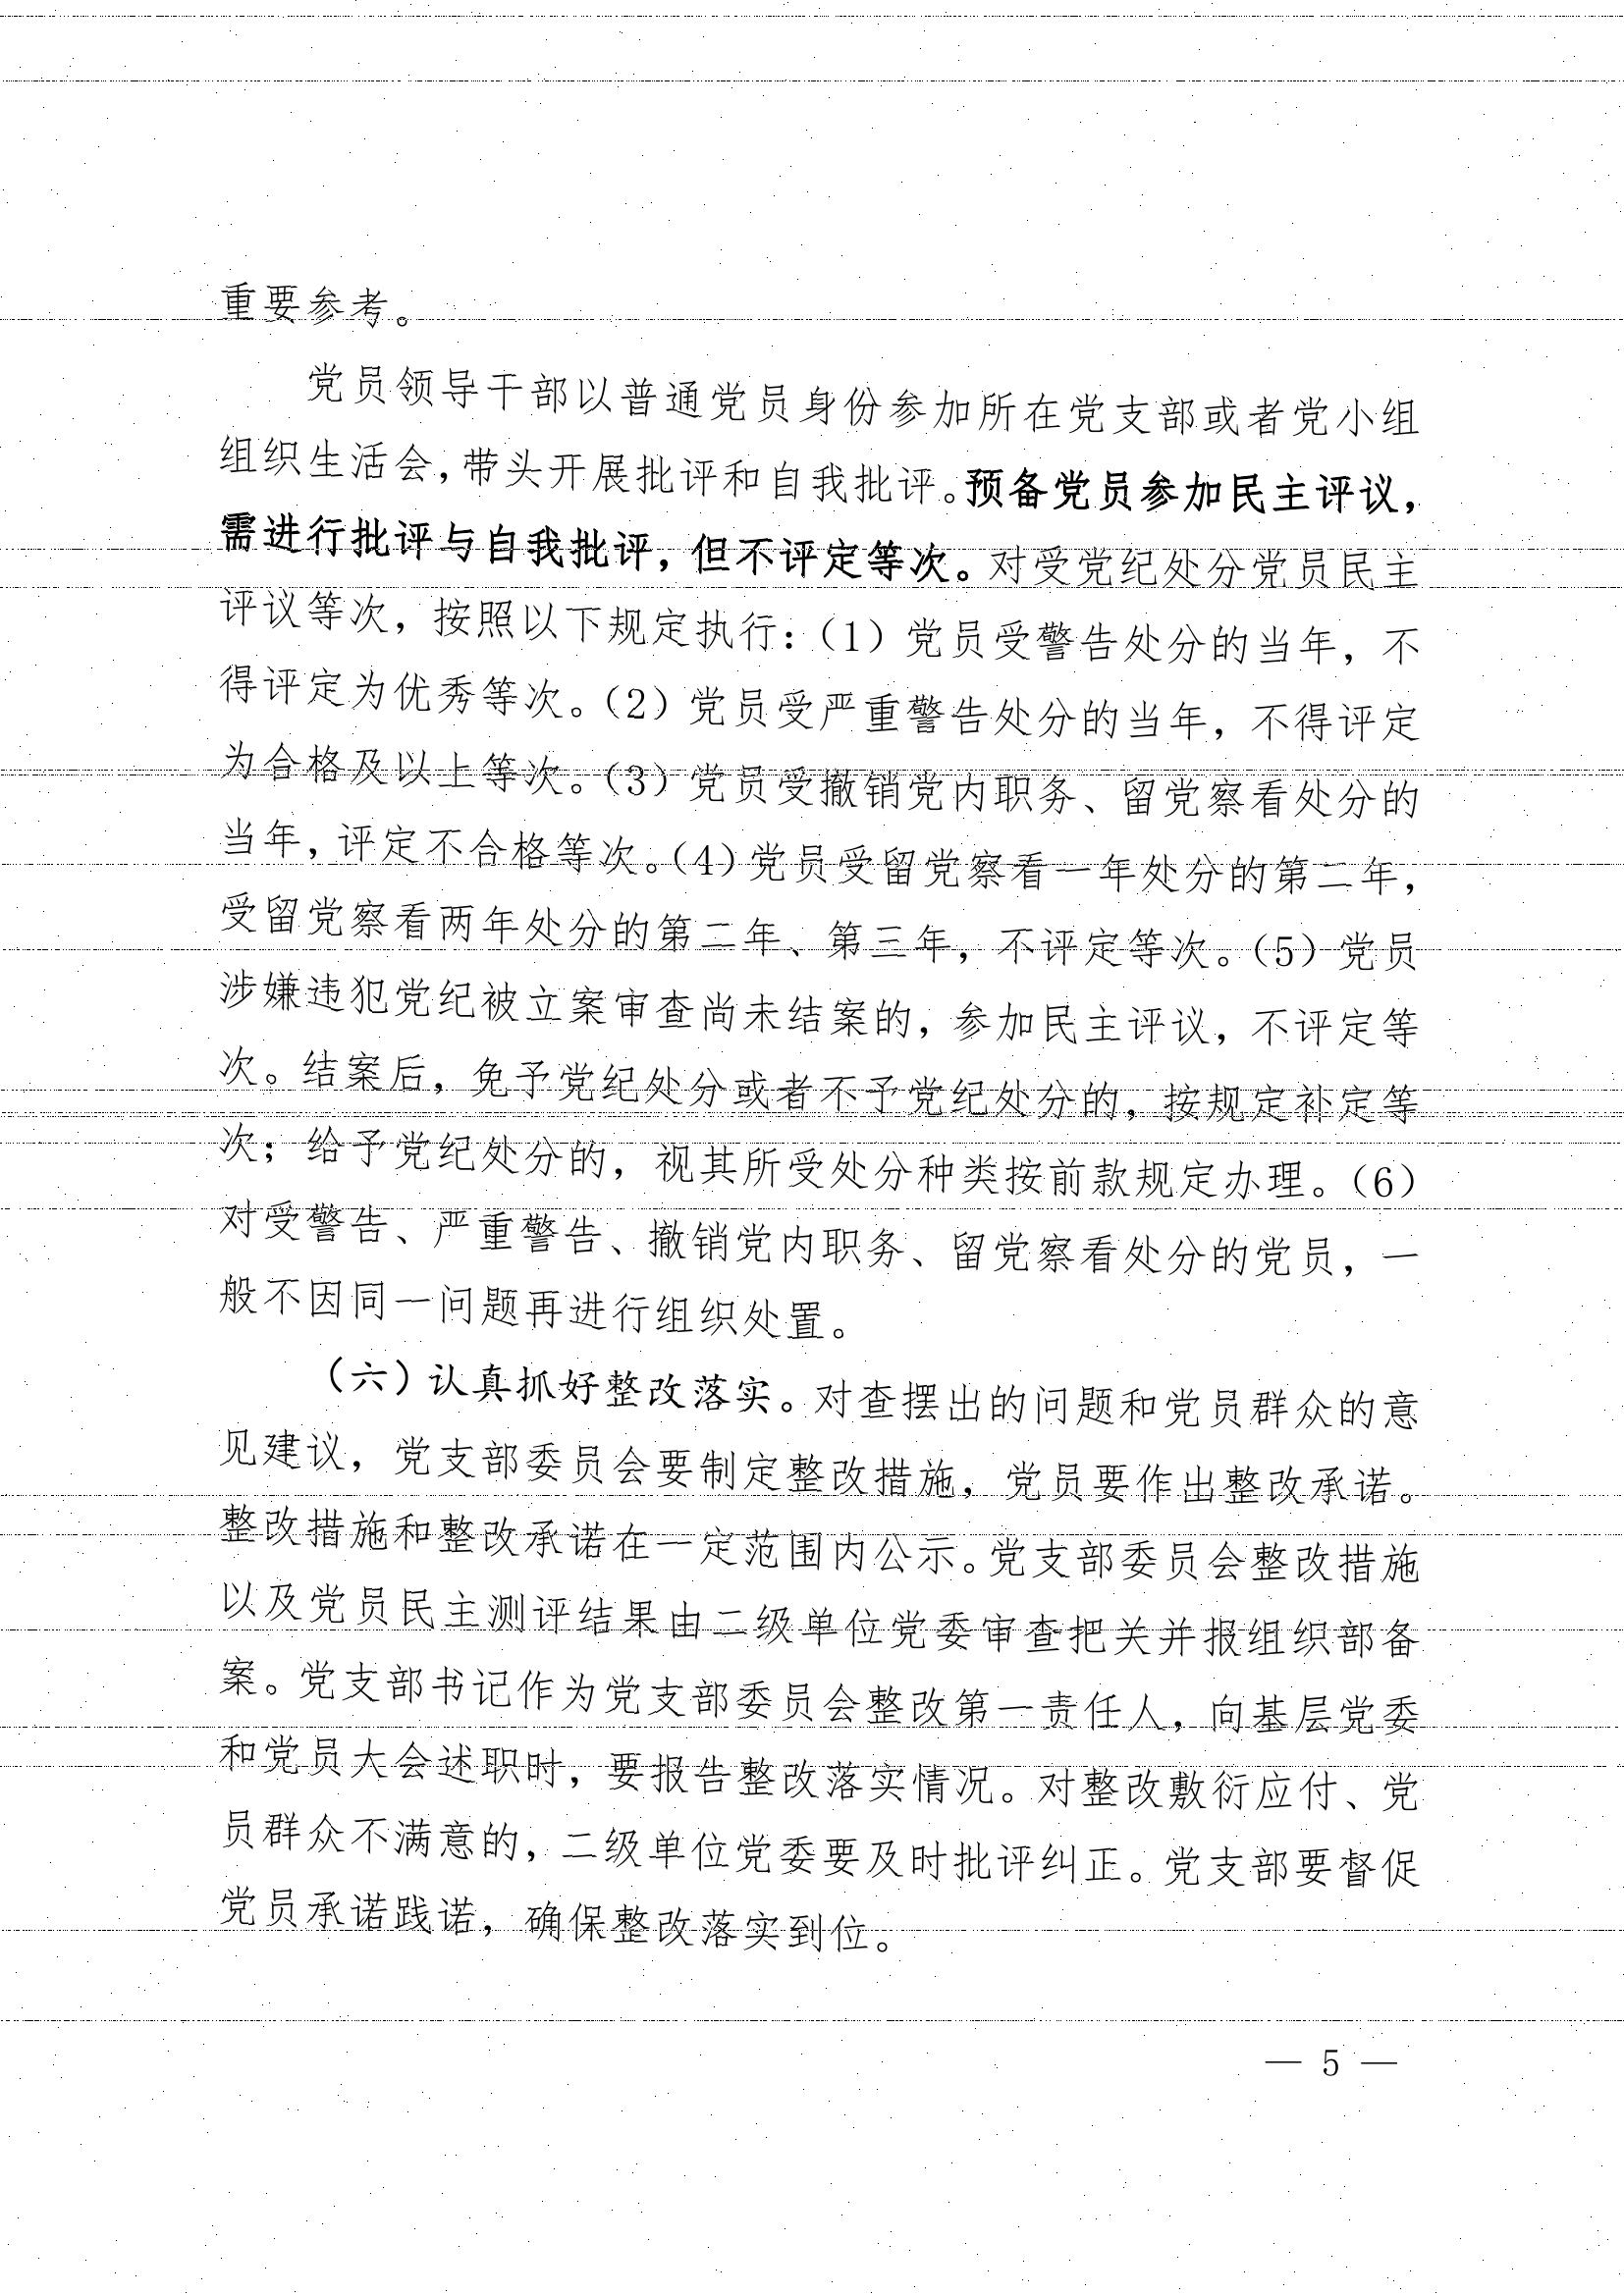 重要参考。
党员领导干部以普通党员身份参加所在党支部或者党小组
组织生活会,带头开展批评和自我批评。预备党员参加民主评议，
需进行批评与自我批评，但不评定等次。对受党纪处分党员民主
评议等次，按照以下规定执行：（1）党员受警告处分的当年，不
得评定为优秀等次。（2）党员受严重警告处分的当年，不得评定
为合格及以上等次。（3）党员受撤销党内职务、留党察看处分的
当年，评定不合格等次。（4）党员受留党察看一年处分的第二年，
受留党察看两年处分的第二年、第三年，不评定等次。（5）党员
涉嫌违犯党纪被立案审查尚未结案的，参加民主评议，不评定等
次。结案后，免予党纪处分或者不予党纪处分的，按规定补定等
次；给予党纪处分的，视其所受处分种类按前款规定办理。（6）
对受警告、严重警告、撤销党内职务、留党察看处分的党员，一
般不因同一问题再进行组织处置。
（六）认真抓好整改落实。对查摆出的问题和党员群众的意
见建议，党支部委员会要制定整改措施，党员要作出整改承诺。
整改措施和整改承诺在一定范围内公示。党支部委员会整改措施
以及党员民主测评结果由二级单位党委审查把关并报组织部备
案。党支部书记作为党支部委员会整改第一责任人，向基层党委
和党员大会述职时，要报告整改落实情况。对整改敷衍应付、党
员群众不满意的，二级单位党委要及时批评纠正。党支部要督促
党员承诺践诺，确保整改落实到位。
— 5 —